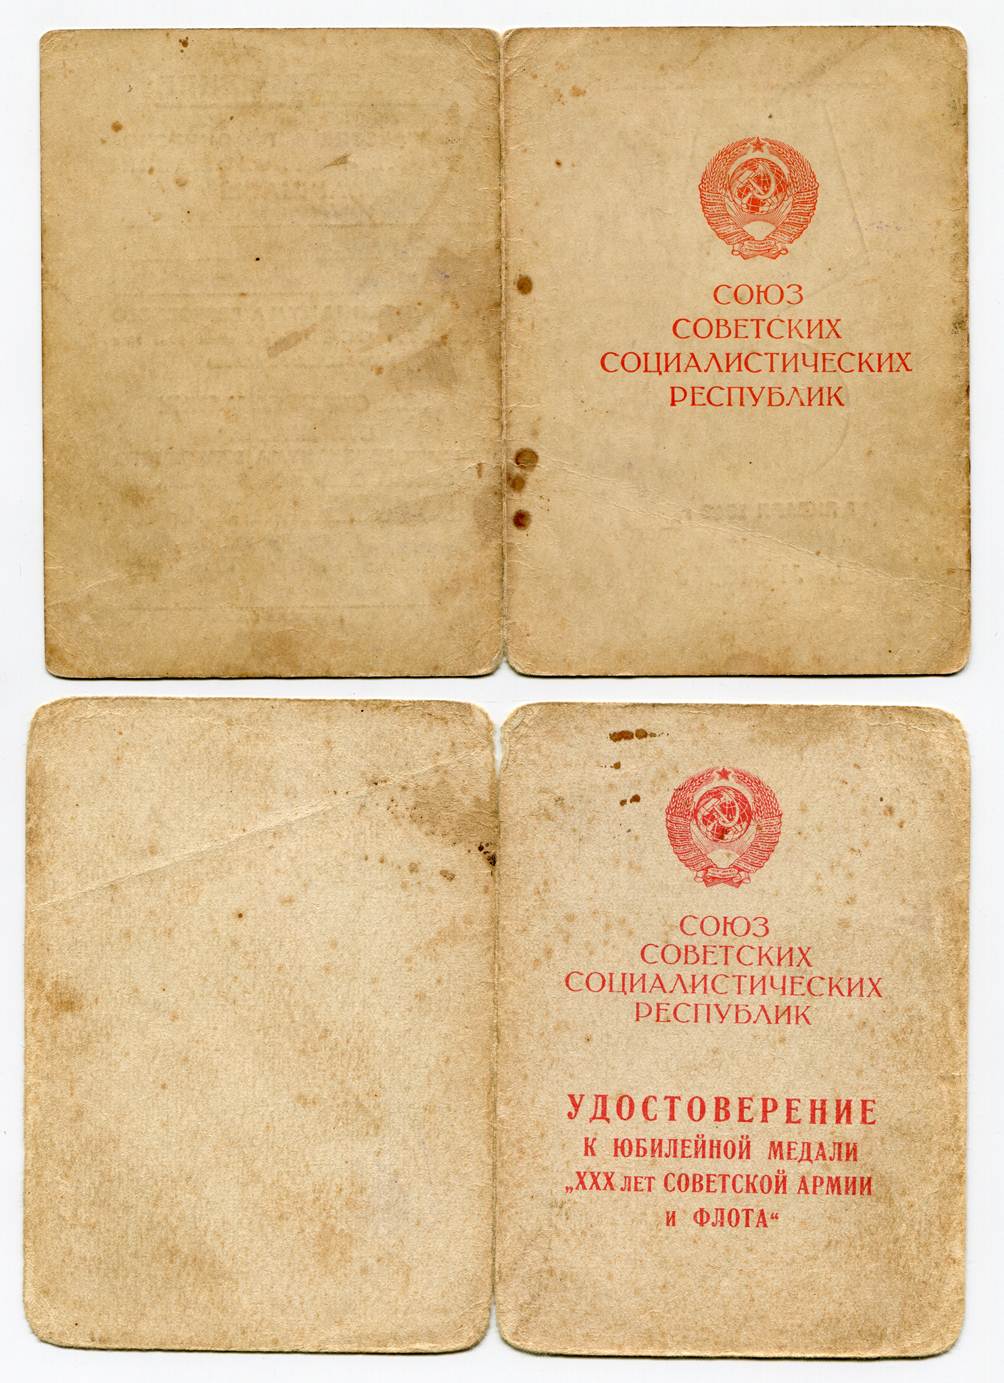 СОЮЗ
СОВЕТСКИХ
СОЦИАЛИСТИЧЕСКИХ
РЕСПУБЛИК
СОЮЗ
СОВЕТСКИХ
СОЦИАЛИСТИЧЕСКИХ
РЕСПУБЛИК
УДОСТОВЕРЕНИЕ
К ЮБИЛЕЙНОЙ МЕДАЛИ
„XXX ЛЕТ СОВЕТСКОЙ АРМИИ
И ФЛОТА“